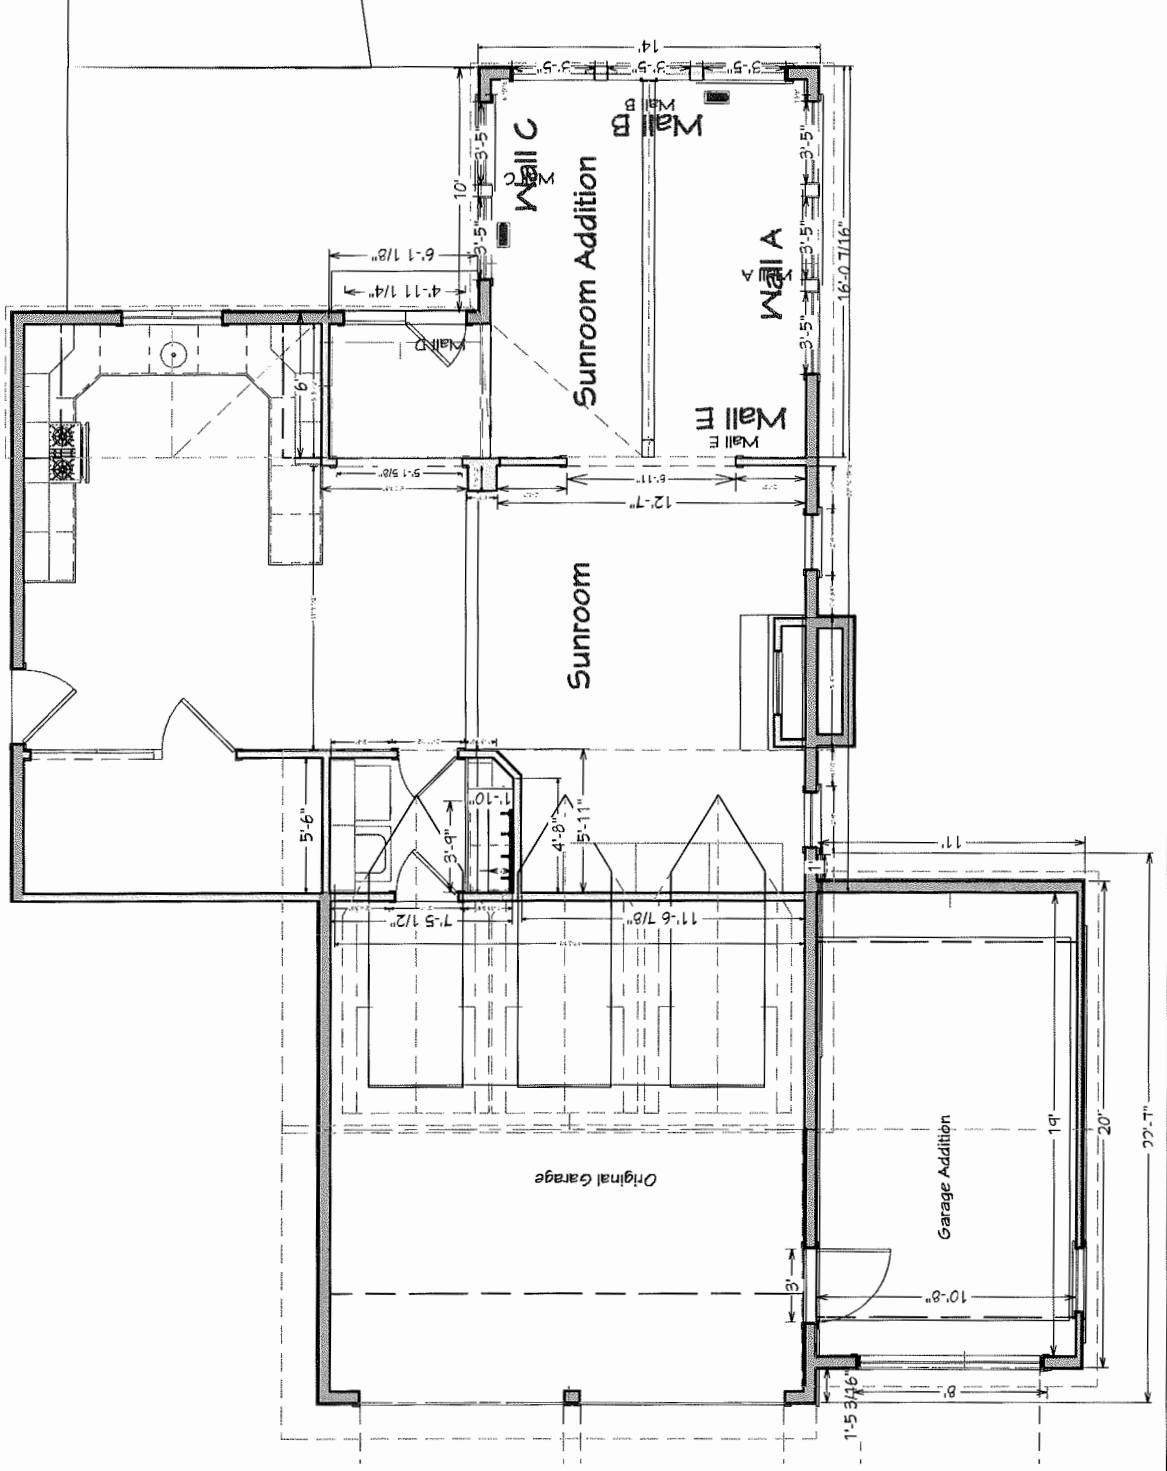 14'
3'-5"
3'-5"
3'-5"
Wall B
Wall B
Wall C
Wall C
3'-5"
3'-5"
10'
Sunroom Addition
Wall A
Wall A
3'-5"
3'-5"
3'-5"
16'-0 7/16"
6'-1 1/8"
4'-11 1/4"
Wall D
6'
Wall E
Wall E
5'-1 5/8"
6'-11"
12'-7"
Sunroom
5'-6"
1'-10"
3'-9"
4'-8"
5'-11"
1'
11'
7'-5 1/2"
11'-6 7/8"
Original Garage
Garage Addition
19'
20'
22'-7"
3'
10'-8"
8'
1'-5 3/16"